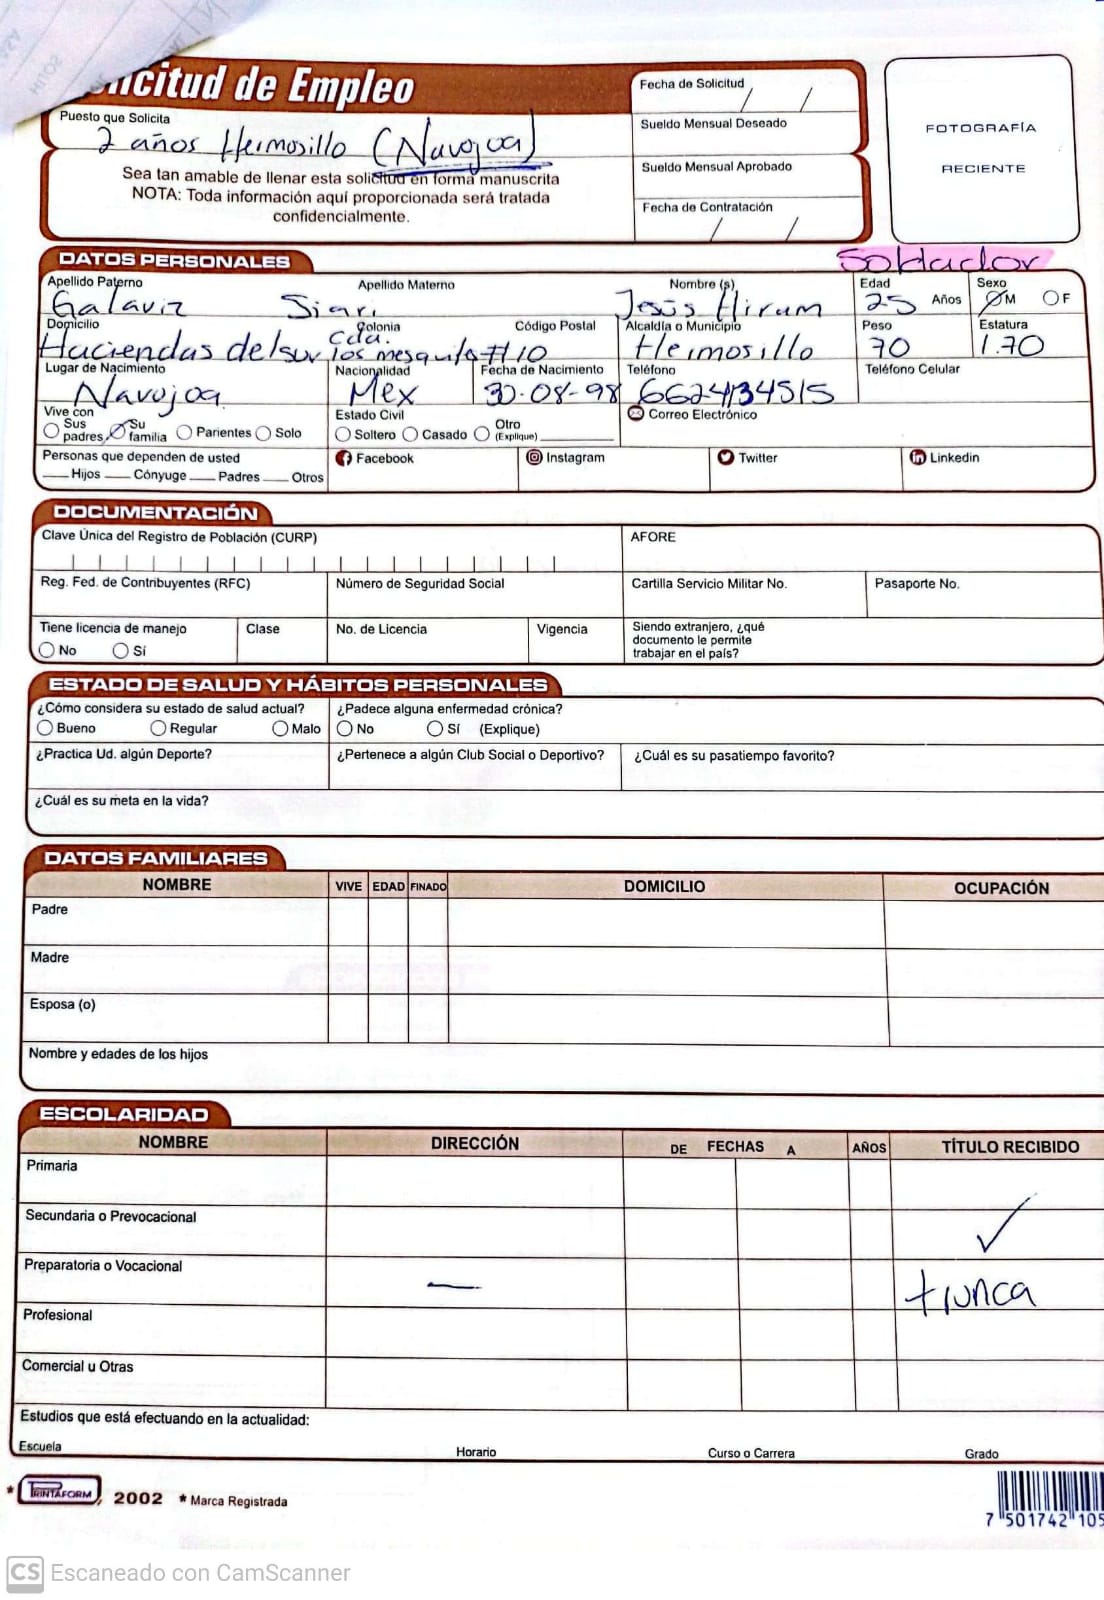 licitud de Empleo
Fecha de Solicitud / /
Puesto que Solicita
2 años Hermosillo (Navojoa)
Sueldo Mensual Deseado
Sueldo Mensual Aprobado
Fecha de Contratación / /
FOTOGRAFÍA
RECIENTE
Sea tan amable de llenar esta solicitud en forma manuscrita
NOTA: Toda información aquí proporcionada será tratada
confidencialmente.
DATOS PERSONALES
Soldador
Apellido Paterno Apellido Materno Nombre (s) Edad Sexo
Galaviz Siari Jesús Hiram 25 Años M F
Domicilio Colonia Código Postal Alcaldía o Municipio Peso Estatura
Haciendas del sur Cda. los mezquite #10 Hermosillo 70 1.70
Lugar de Nacimiento Nacionalidad Fecha de Nacimiento Teléfono Teléfono Celular
Navojoa Mex 30-08-98 6624134515
Vive con Estado Civil Correo Electrónico
Sus padres Su familia Parientes Solo Soltero Casado Otro (Explique)
Personas que dependen de usted Facebook Instagram Twitter Linkedin
Hijos Cónyuge Padres Otros
DOCUMENTACIÓN
Clave Única del Registro de Población (CURP) AFORE
Reg. Fed. de Contribuyentes (RFC) Número de Seguridad Social Cartilla Servicio Militar No. Pasaporte No.
Tiene licencia de manejo Clase No. de Licencia Vigencia Siendo extranjero, ¿qué
documento le permite
trabajar en el país?
No Sí
ESTADO DE SALUD Y HÁBITOS PERSONALES
¿Cómo considera su estado de salud actual? ¿Padece alguna enfermedad crónica?
Bueno Regular Malo No Sí (Explique)
¿Practica Ud. algún Deporte? ¿Pertenece a algún Club Social o Deportivo? ¿Cuál es su pasatiempo favorito?
¿Cuál es su meta en la vida?
DATOS FAMILIARES
NOMBRE VIVE EDAD FINADO DOMICILIO OCUPACIÓN
Padre
Madre
Esposa (o)
Nombre y edades de los hijos
ESCOLARIDAD
NOMBRE DIRECCIÓN DE FECHAS A AÑOS TÍTULO RECIBIDO
Primaria
Secundaria o Prevocacional ✓
Preparatoria o Vocacional — trunca
Profesional
Comercial u Otras
Estudios que está efectuando en la actualidad:
Escuela Horario Curso o Carrera Grado
* PRINTAFORM, 2002 * Marca Registrada
7 501742 105
CS Escaneado con CamScanner